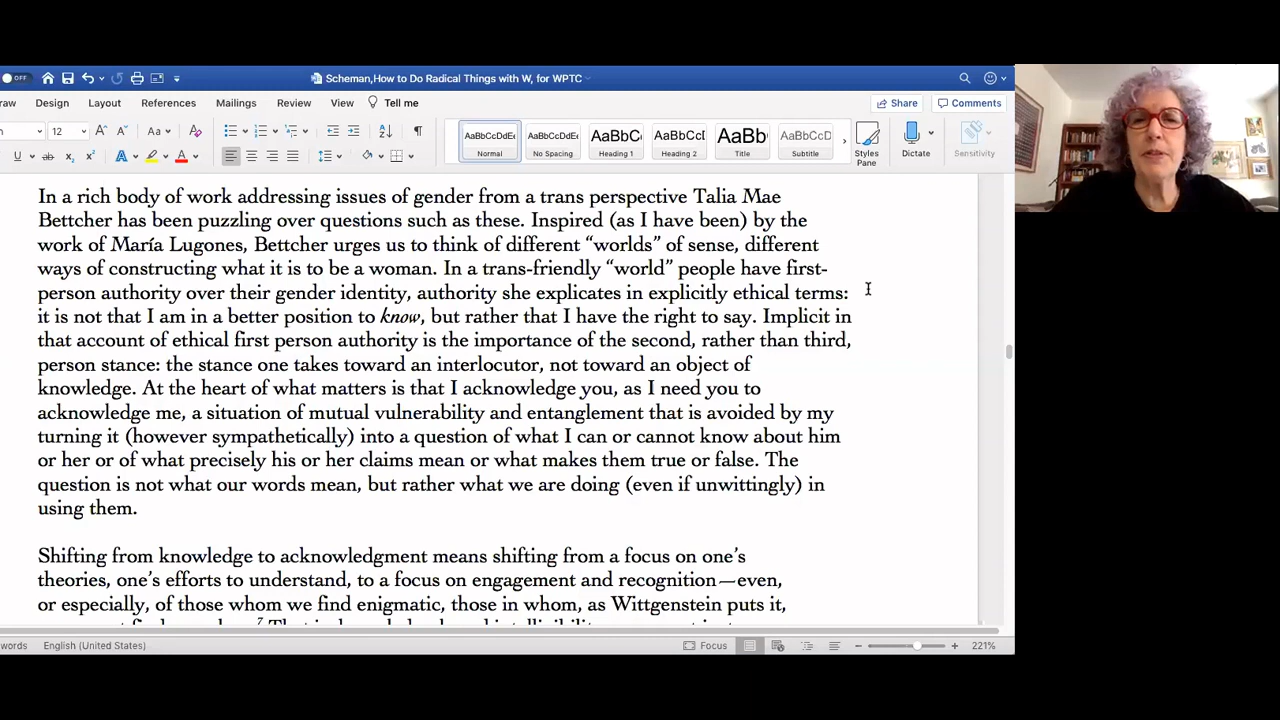 OFF
Scheman,How to Do Radical Things with W, for WPTC
raw Design Layout References Mailings Review View Tell me Share Comments
n 12 A A Aa A ¶
AaBbCcDdEe AaBbCcDdEe AaBbC AaBbCcD AaBb AaBbCcD
Normal No Spacing Heading 1 Heading 2 Title Subtitle Styles Pane Dictate Sensitivity
U ab x₂ x² A A
In a rich body of work addressing issues of gender from a trans perspective Talia Mae
Bettcher has been puzzling over questions such as these. Inspired (as I have been) by the
work of María Lugones, Bettcher urges us to think of different “worlds” of sense, different
ways of constructing what it is to be a woman. In a trans-friendly “world” people have first-
person authority over their gender identity, authority she explicates in explicitly ethical terms:
it is not that I am in a better position to know, but rather that I have the right to say. Implicit in
that account of ethical first person authority is the importance of the second, rather than third,
person stance: the stance one takes toward an interlocutor, not toward an object of
knowledge. At the heart of what matters is that I acknowledge you, as I need you to
acknowledge me, a situation of mutual vulnerability and entanglement that is avoided by my
turning it (however sympathetically) into a question of what I can or cannot know about him
or her or of what precisely his or her claims mean or what makes them true or false. The
question is not what our words mean, but rather what we are doing (even if unwittingly) in
using them.
Shifting from knowledge to acknowledgment means shifting from a focus on one’s
theories, one’s efforts to understand, to a focus on engagement and recognition—even,
or especially, of those whom we find enigmatic, those in whom, as Wittgenstein puts it,
words English (United States) Focus 221%